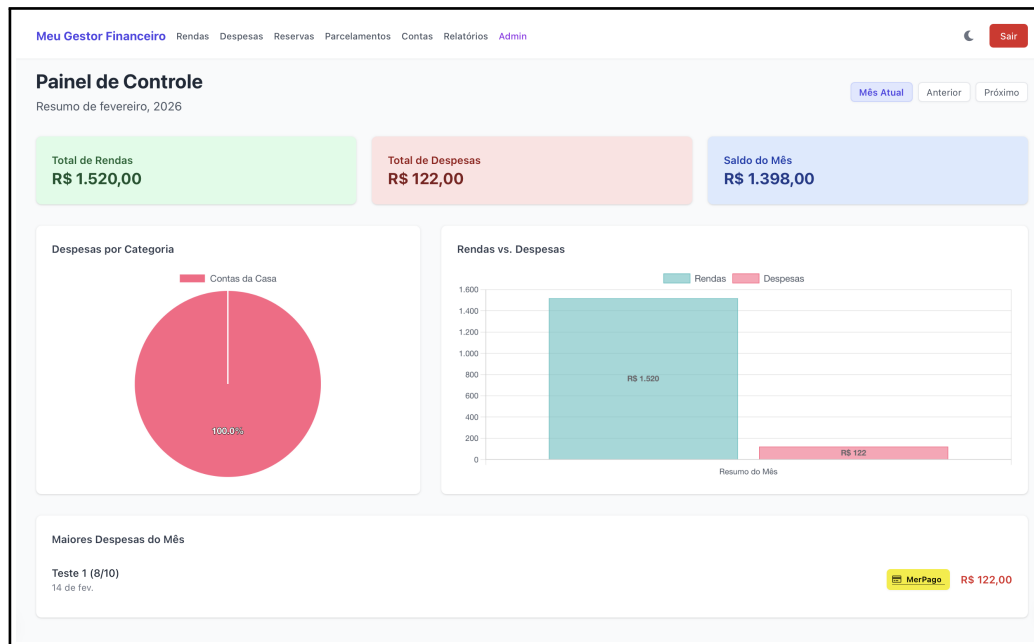 Meu Gestor Financeiro Rendas Despesas Reservas Parcelamentos Contas Relatórios Admin Sair
Painel de Controle
Resumo de fevereiro, 2026
Mês Atual Anterior Próximo
Total de Rendas
R$ 1.520,00
Total de Despesas
R$ 122,00
Saldo do Mês
R$ 1.398,00
Despesas por Categoria
Contas da Casa
100.0%
Rendas vs. Despesas
Rendas Despesas
1.600
1.400
1.200
1.000
800
600
400
200
0
R$ 1.520
R$ 122
Resumo do Mês
Maiores Despesas do Mês
Teste 1 (8/10)
14 de fev.
MerPago R$ 122,00